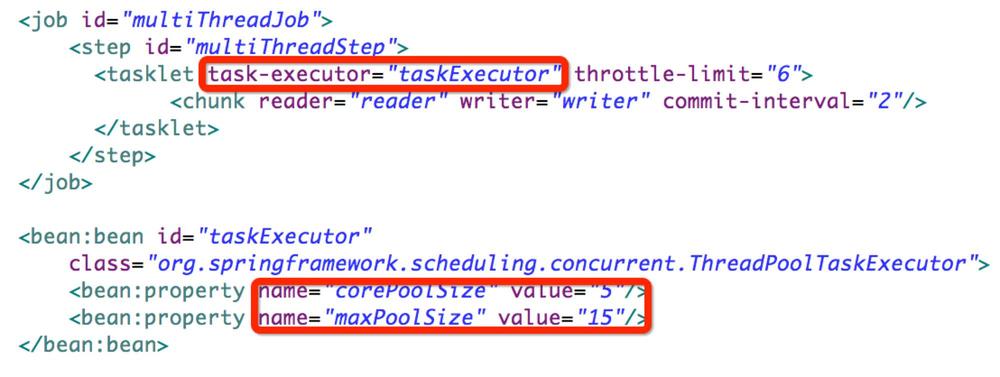 <job id="multiThreadJob">
<step id="multiThreadStep">
<tasklet task-executor="taskExecutor" throttle-limit="6">
<chunk reader="reader" writer="writer" commit-interval="2"/>
</tasklet>
</step>
</job>
<bean:bean id="taskExecutor"
class="org.springframework.scheduling.concurrent.ThreadPoolTaskExecutor">
<bean:property name="corePoolSize" value="5"/>
<bean:property name="maxPoolSize" value="15"/>
</bean:bean>